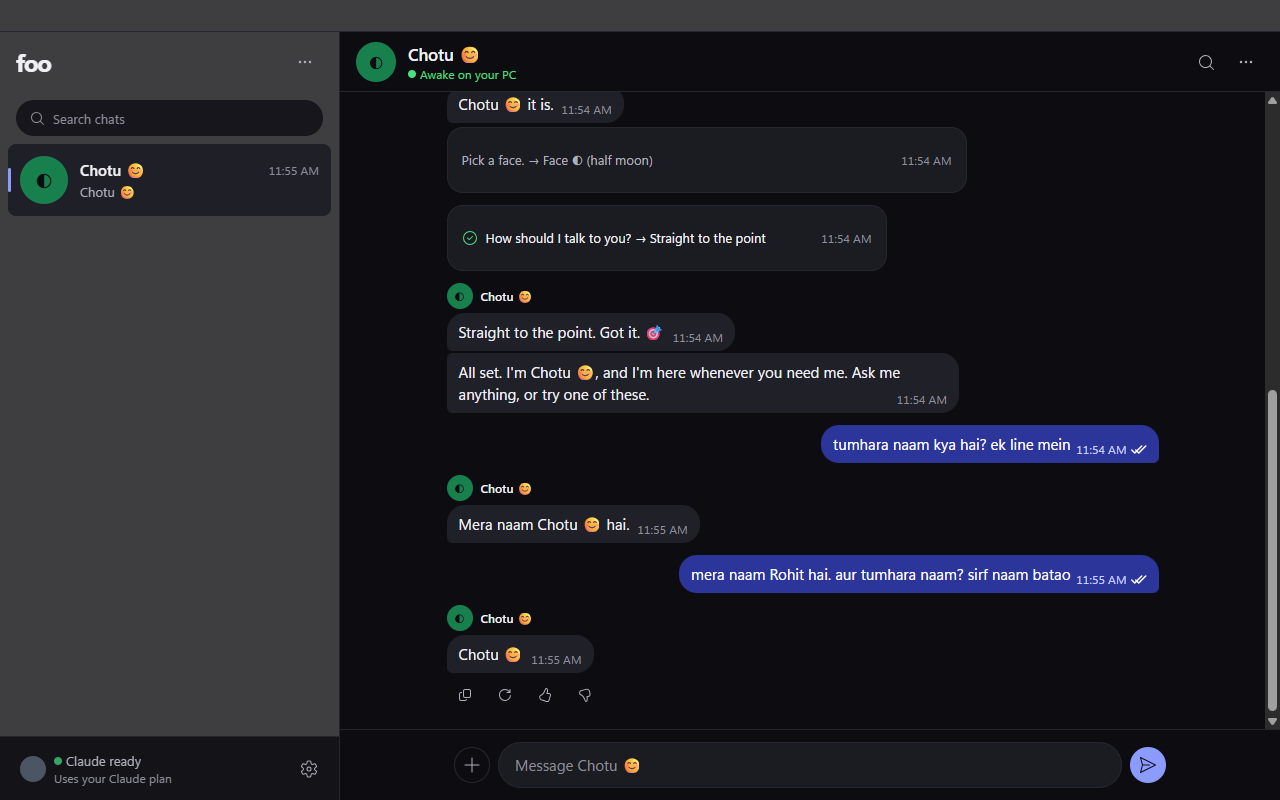 foo
Search chats
Chotu 😊
11:55 AM
Chotu 😊
Claude ready
Uses your Claude plan
Chotu 😊
Awake on your PC
Chotu 😊 it is. 11:54 AM
Pick a face. → Face ◐ (half moon) 11:54 AM
How should I talk to you? → Straight to the point 11:54 AM
Chotu 😊
Straight to the point. Got it. 🎯 11:54 AM
All set. I'm Chotu 😊, and I'm here whenever you need me. Ask me
anything, or try one of these. 11:54 AM
tumhara naam kya hai? ek line mein 11:54 AM
Chotu 😊
Mera naam Chotu 😊 hai. 11:55 AM
mera naam Rohit hai. aur tumhara naam? sirf naam batao 11:55 AM
Chotu 😊
Chotu 😊 11:55 AM
Message Chotu 😊